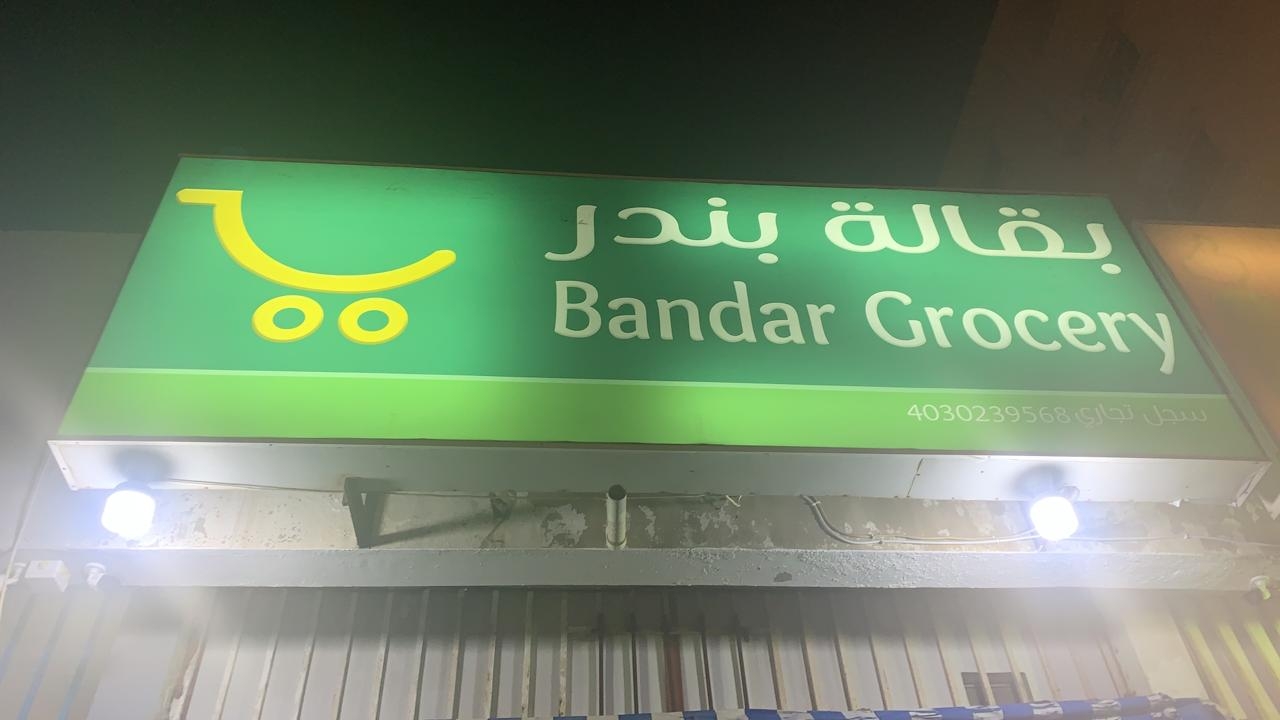 بقالة بندر
Bandar Grocery
سجل تجاري 4030239568